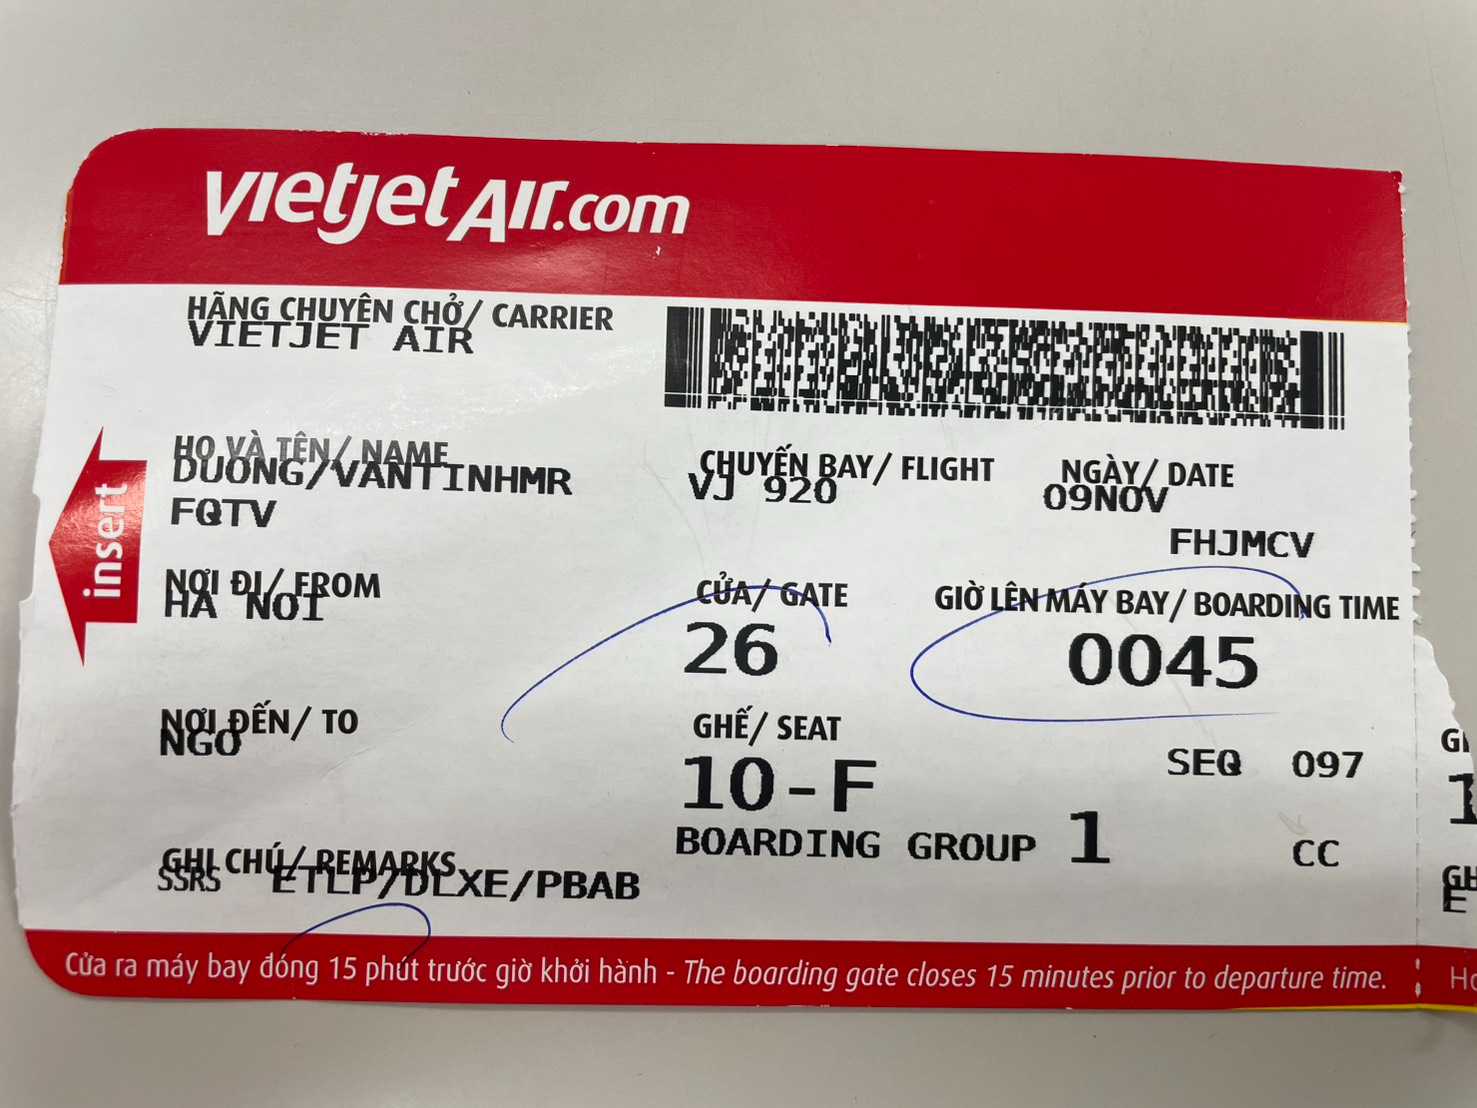 vietjetAir.com
HÃNG CHUYÊN CHỞ/ CARRIER
VIETJET AIR
HỌ VÀ TÊN/ NAME
DUONG/VANTINHMR
FQTV
CHUYẾN BAY/ FLIGHT
VJ 920
NGÀY/ DATE
09NOV
FHJMCV
insert
NƠI ĐI/ FROM
HA NOI
CỬA/ GATE
26
GIỜ LÊN MÁY BAY/ BOARDING TIME
0045
NƠI ĐẾN/ TO
NGO
GHẾ/ SEAT
10-F
SEQ 097
BOARDING GROUP 1
CC
GHI CHÚ/ REMARKS
SSRS ETLP/DLXE/PBAB
Cửa ra máy bay đóng 15 phút trước giờ khởi hành - The boarding gate closes 15 minutes prior to departure time.